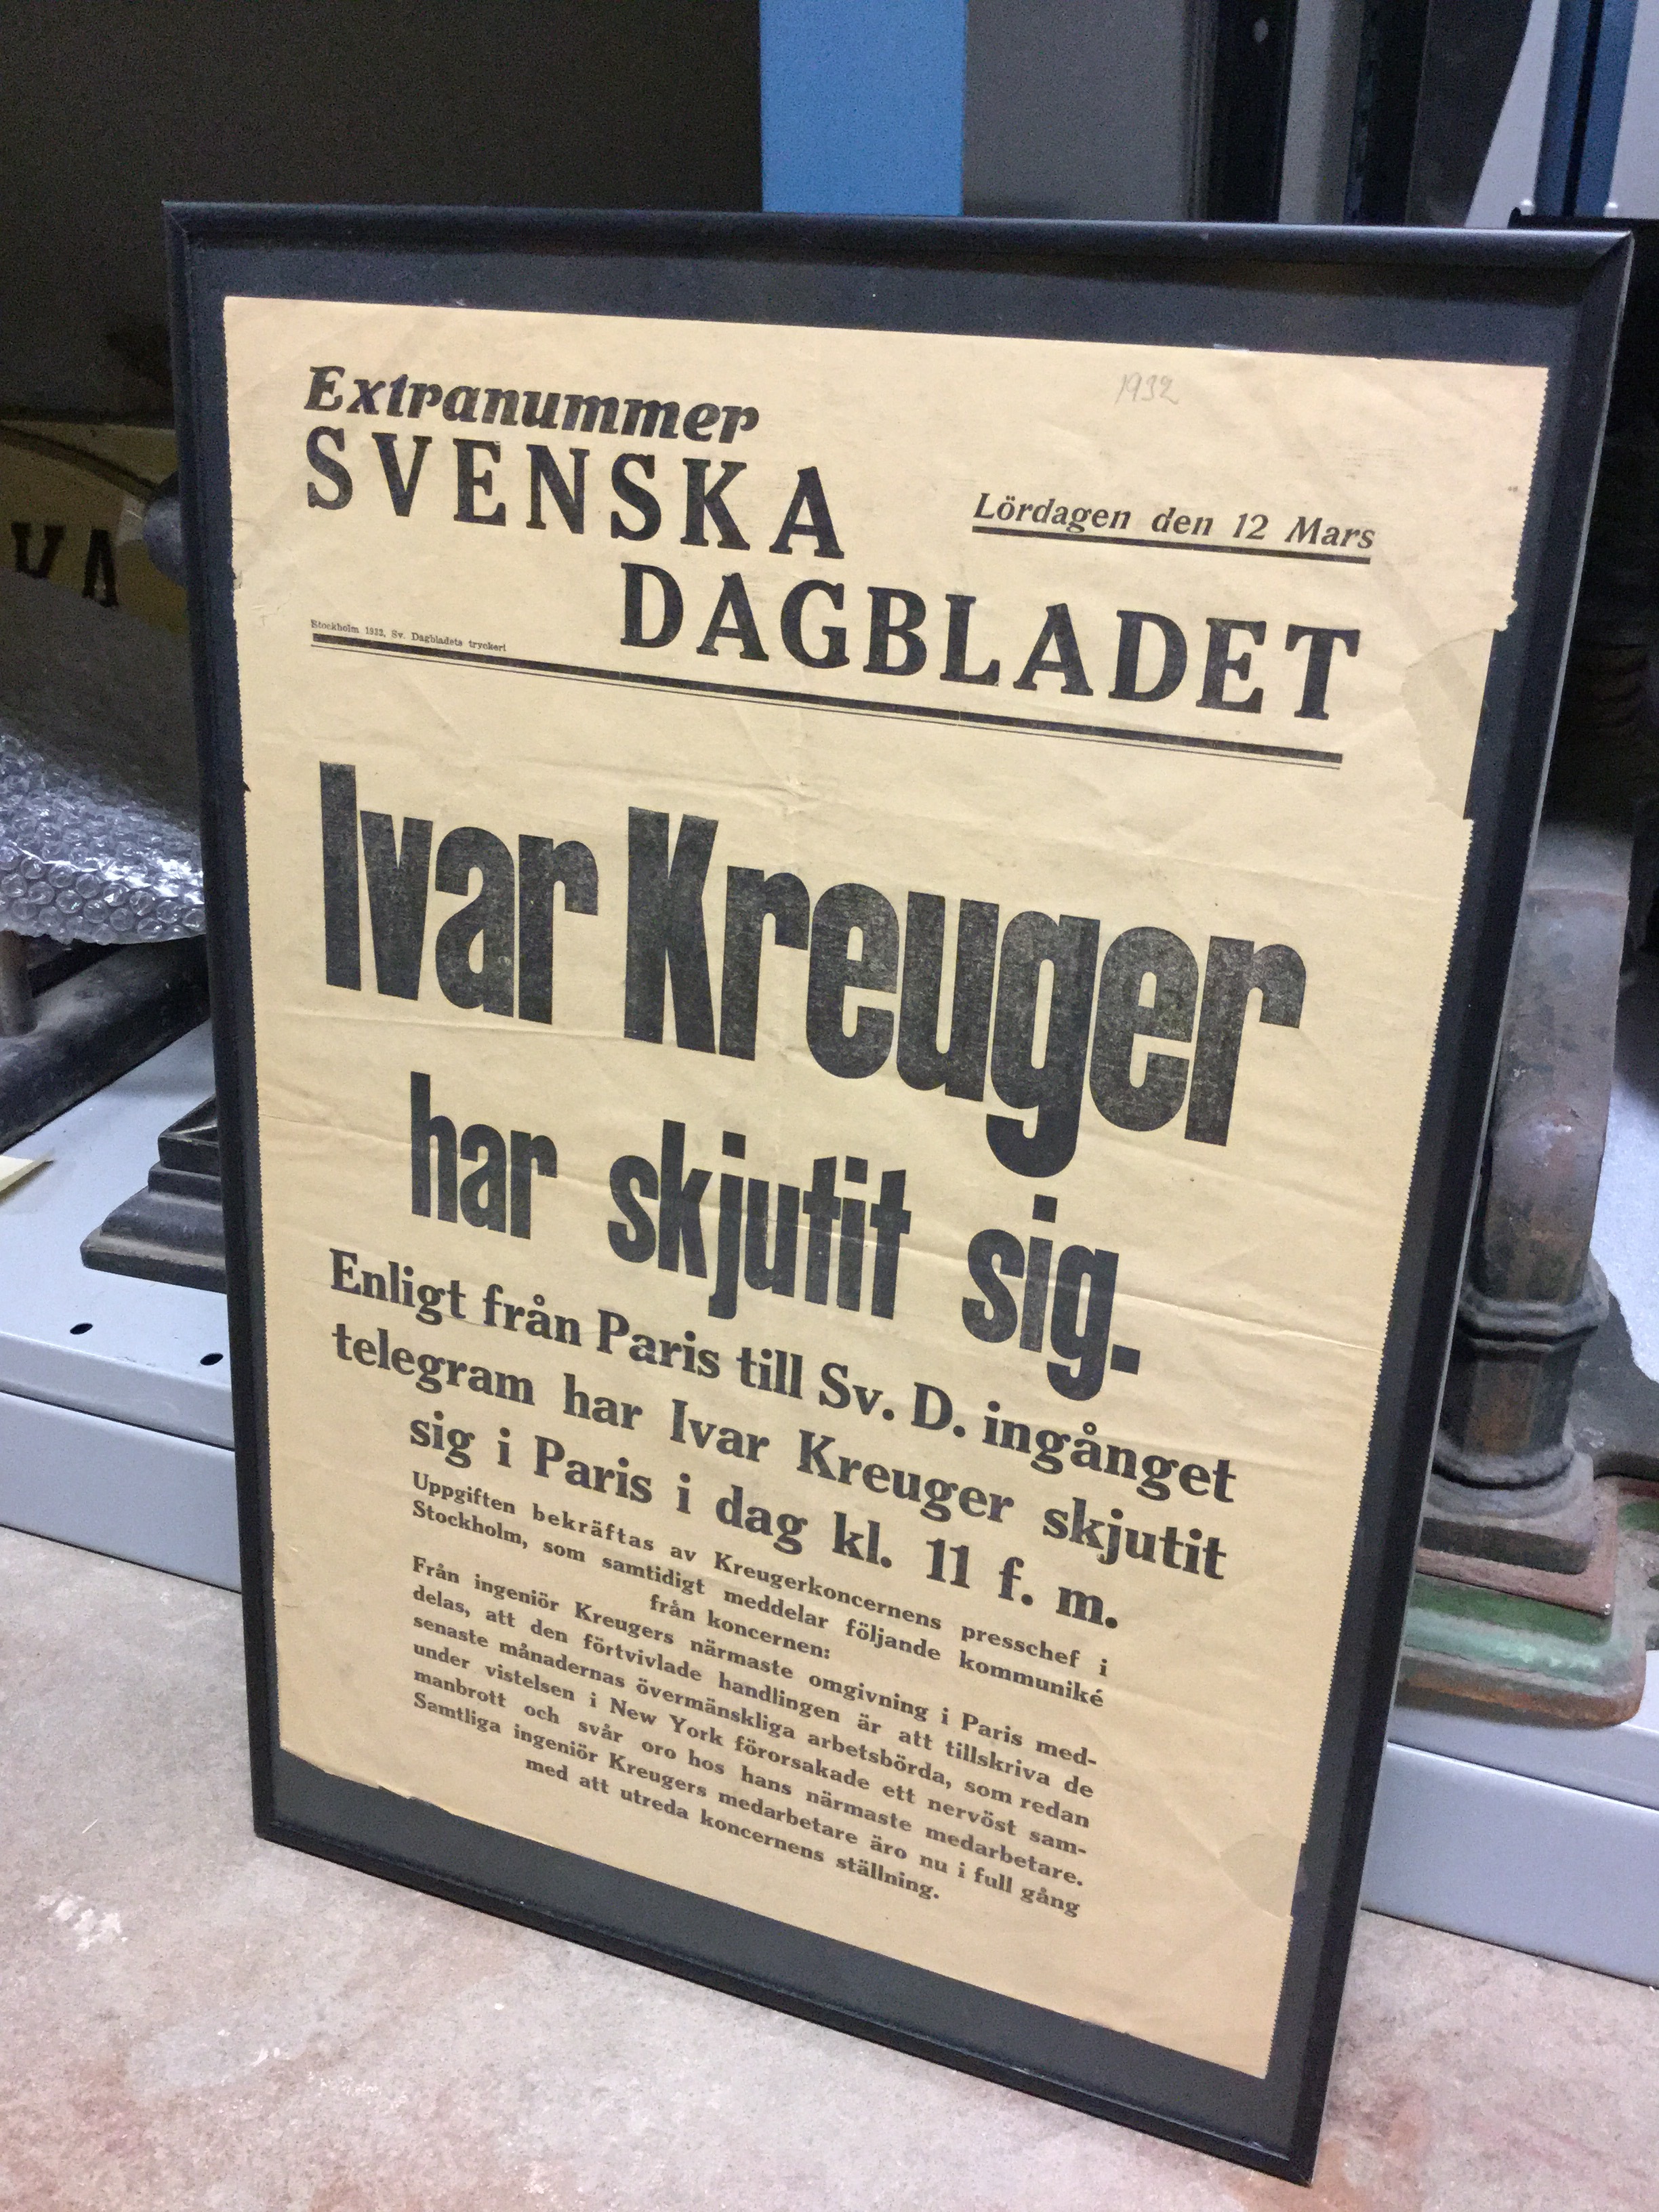 1932
Extranummer
SVENSKA
Lördagen den 12 Mars
DAGBLADET
Stockholm 1932, Sv. Dagbladets tryckeri
Ivar Kreuger
har skjutit sig.
Enligt från Paris till Sv. D. ingånget
telegram har Ivar Kreuger skjutit
sig i Paris i dag kl. 11 f. m.
Uppgiften bekräftas av Kreugerkoncernens presschef i
Stockholm, som samtidigt meddelar följande kommuniké
från koncernen:
Från ingeniör Kreugers närmaste omgivning i Paris med-
delas, att den förtvivlade handlingen är att tillskriva de
senaste månadernas övermänskliga arbetsbörda, som redan
under vistelsen i New York förorsakade ett nervöst sam-
manbrott och svår oro hos hans närmaste medarbetare.
Samtliga ingeniör Kreugers medarbetare äro nu i full gång
med att utreda koncernens ställning.
VA